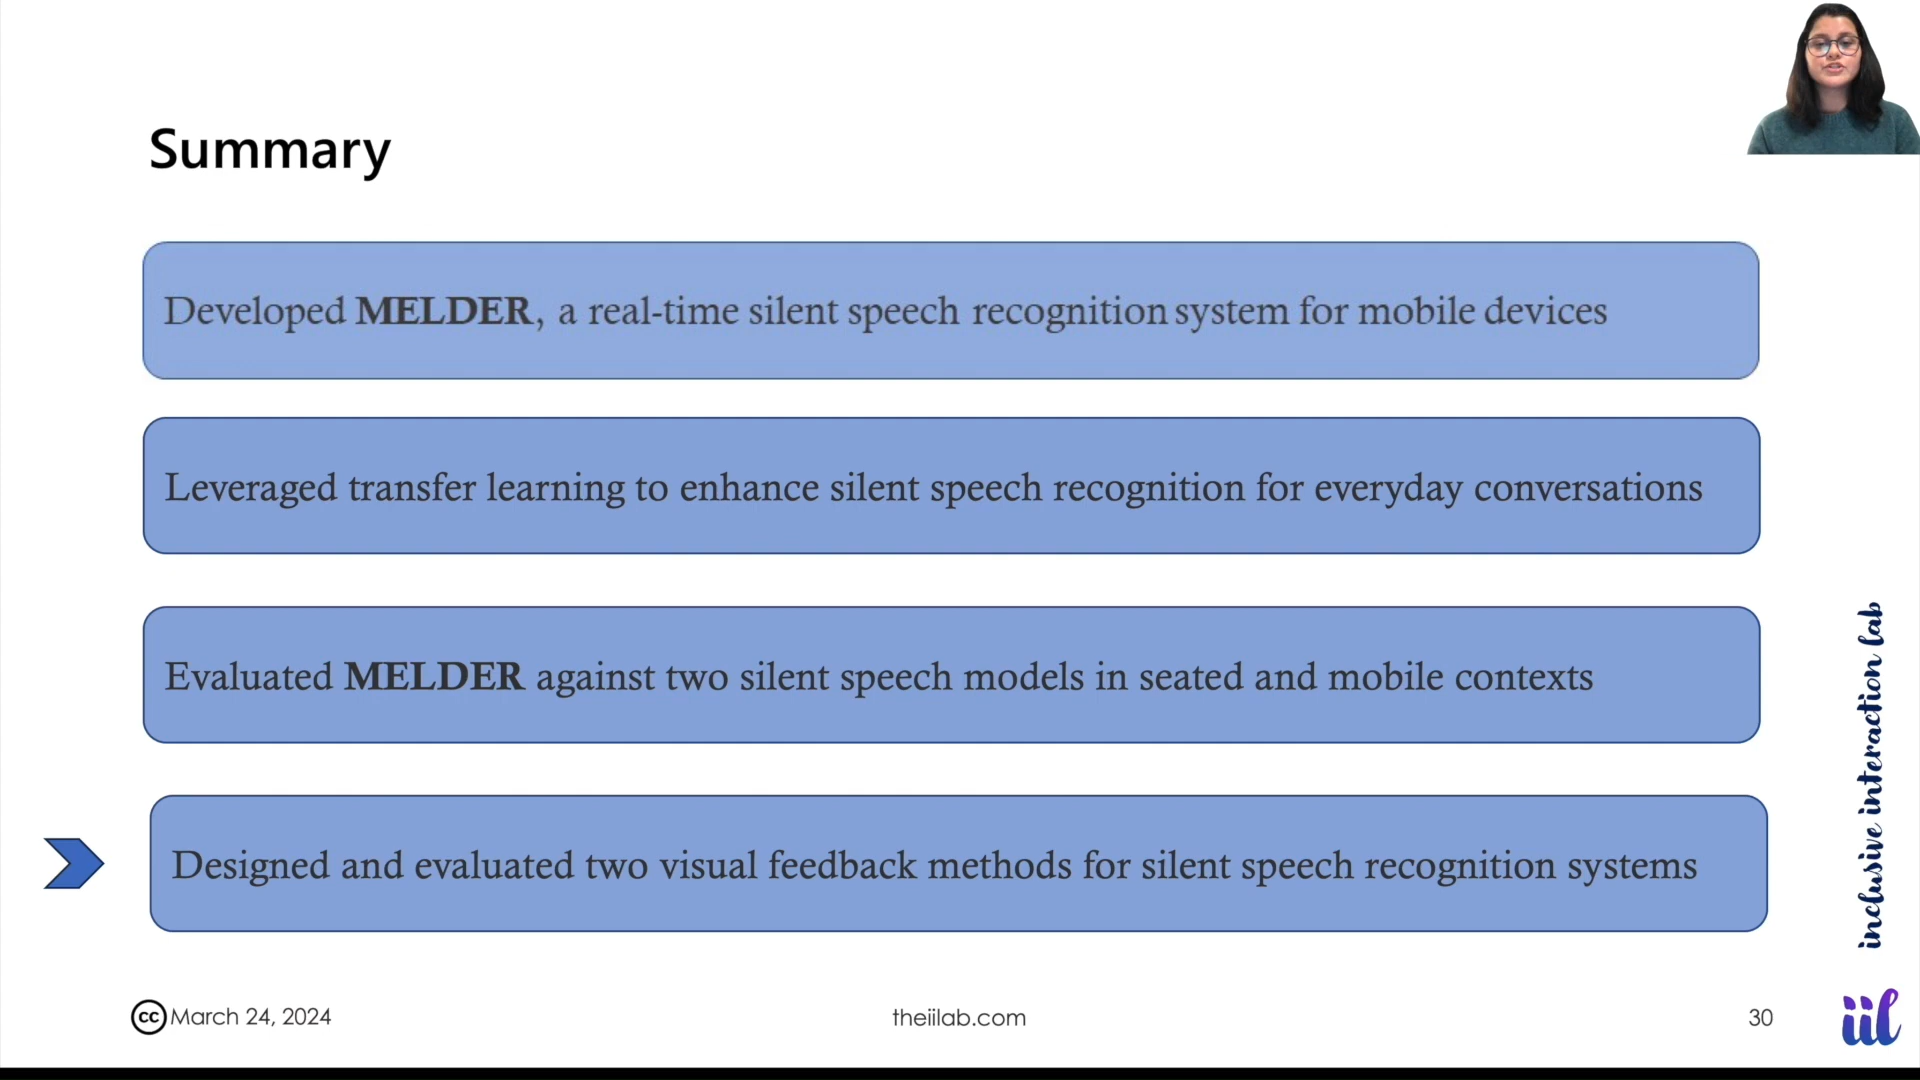 Summary
Developed MELDER, a real-time silent speech recognition system for mobile devices
Leveraged transfer learning to enhance silent speech recognition for everyday conversations
Evaluated MELDER against two silent speech models in seated and mobile contexts
Designed and evaluated two visual feedback methods for silent speech recognition systems
inclusive interaction lab
cc March 24, 2024
theiilab.com
30
iil